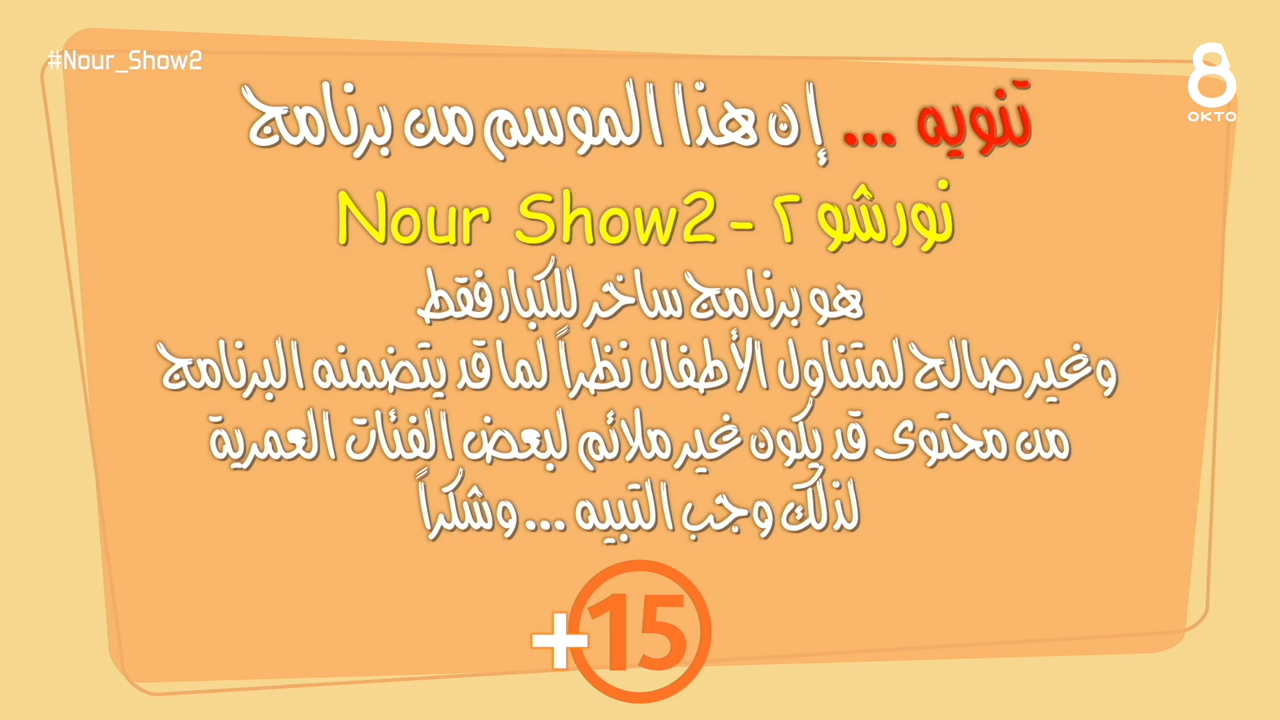 #Nour_Show2
8
OKTO
تنويه ... إن هذا الموسم من برنامج
نور شو ٢ - Nour Show2
هو برنامج ساخر للكبار فقط
وغير صالح لمتناول الأطفال نظراً لما قد يتضمنه البرنامج
من محتوى قد يكون غير ملائم لبعض الفئات العمرية
لذلك وجب التبيه ... وشكراً
+15